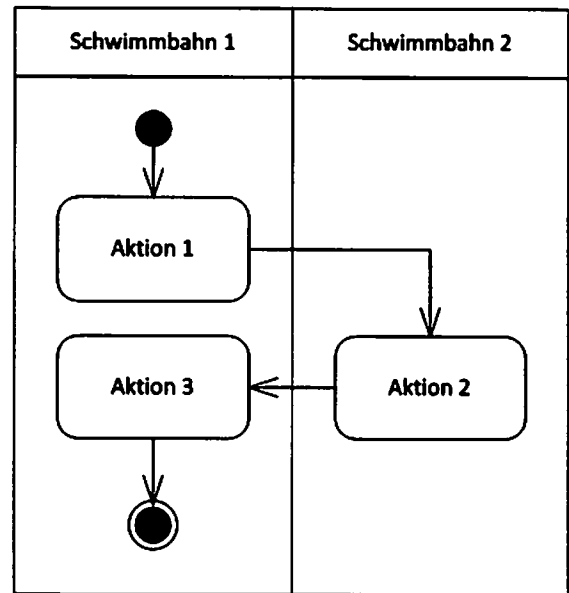 Schwimmbahn 1
Schwimmbahn 2
Aktion 1
Aktion 3
Aktion 2